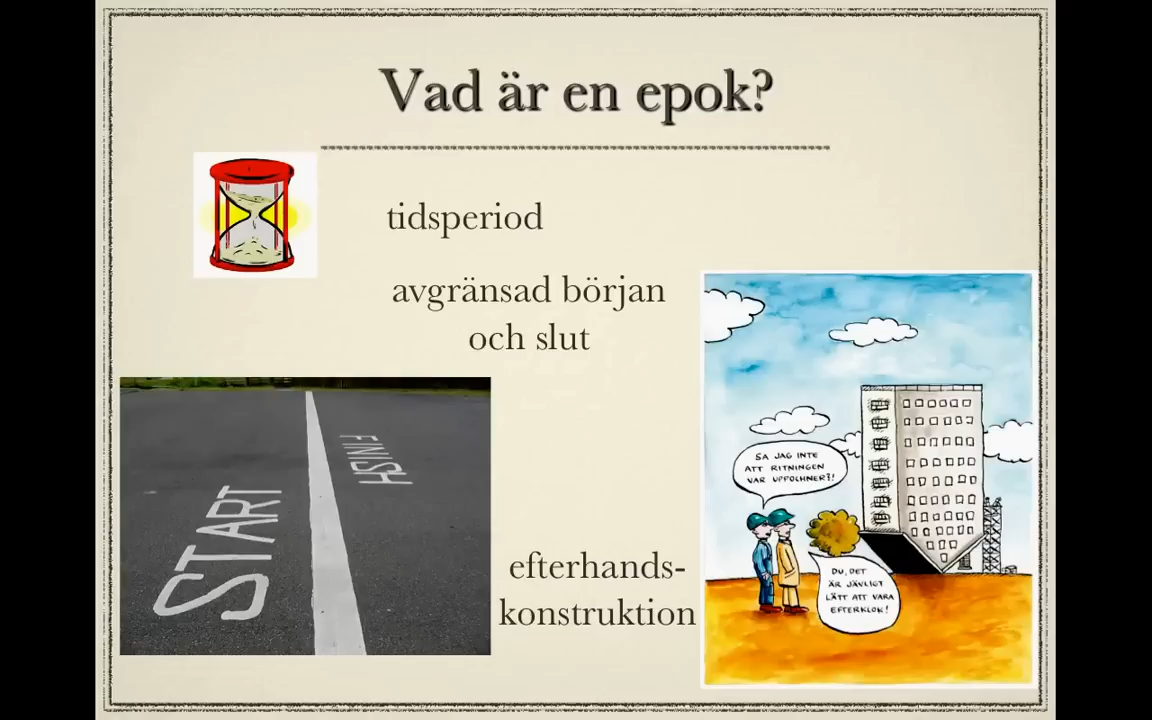 Vad är en epok?
tidsperiod
avgränsad början
och slut
START
FINISH
SA JAG INTE
ATT RITNINGEN
VAR UPPOCHNER?!
DU, DET
ÄR JÄVLIGT
LÄTT ATT VARA
EFTERKLOK!
efterhands-
konstruktion